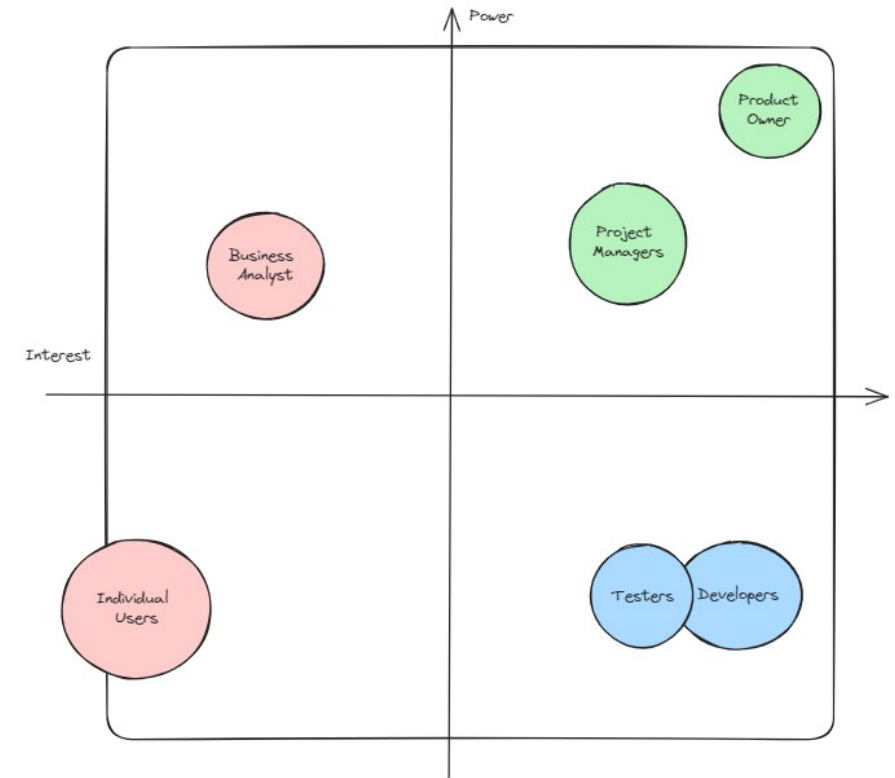 Power
Product
Owner
Project
Managers
Business
Analyst
Interest
Individual
Users
Testers
Developers